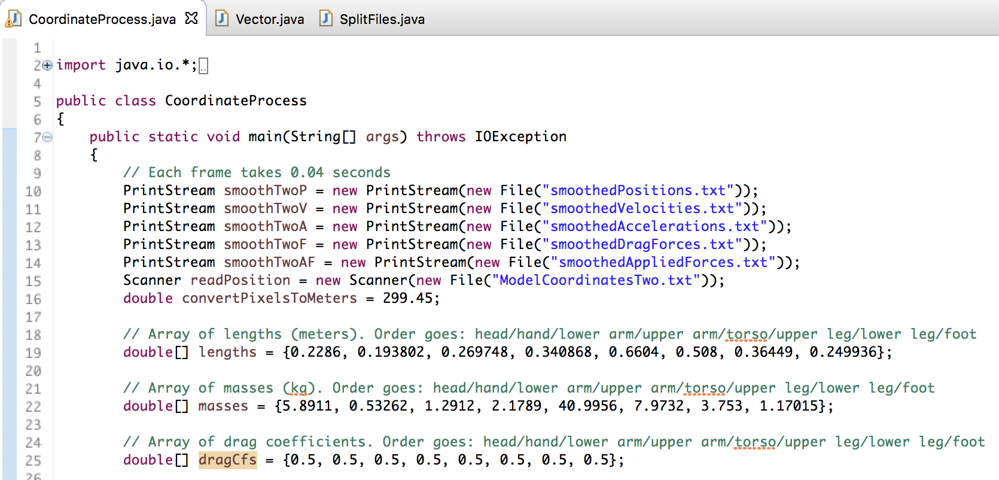 CoordinateProcess.java Vector.java SplitFiles.java
1
2 import java.io.*;
4
5 public class CoordinateProcess
6 {
7 public static void main(String[] args) throws IOException
8 {
9 // Each frame takes 0.04 seconds
10 PrintStream smoothTwoP = new PrintStream(new File("smoothedPositions.txt"));
11 PrintStream smoothTwoV = new PrintStream(new File("smoothedVelocities.txt"));
12 PrintStream smoothTwoA = new PrintStream(new File("smoothedAccelerations.txt"));
13 PrintStream smoothTwoF = new PrintStream(new File("smoothedDragForces.txt"));
14 PrintStream smoothTwoAF = new PrintStream(new File("smoothedAppliedForces.txt"));
15 Scanner readPosition = new Scanner(new File("ModelCoordinatesTwo.txt"));
16 double convertPixelsToMeters = 299.45;
17
18 // Array of lengths (meters). Order goes: head/hand/lower arm/upper arm/torso/upper leg/lower leg/foot
19 double[] lengths = {0.2286, 0.193802, 0.269748, 0.340868, 0.6604, 0.508, 0.36449, 0.249936};
20
21 // Array of masses (kg). Order goes: head/hand/lower arm/upper arm/torso/upper leg/lower leg/foot
22 double[] masses = {5.8911, 0.53262, 1.2912, 2.1789, 40.9956, 7.9732, 3.753, 1.17015};
23
24 // Array of drag coefficients. Order goes: head/hand/lower arm/upper arm/torso/upper leg/lower leg/foot
25 double[] dragCfs = {0.5, 0.5, 0.5, 0.5, 0.5, 0.5, 0.5, 0.5};
26